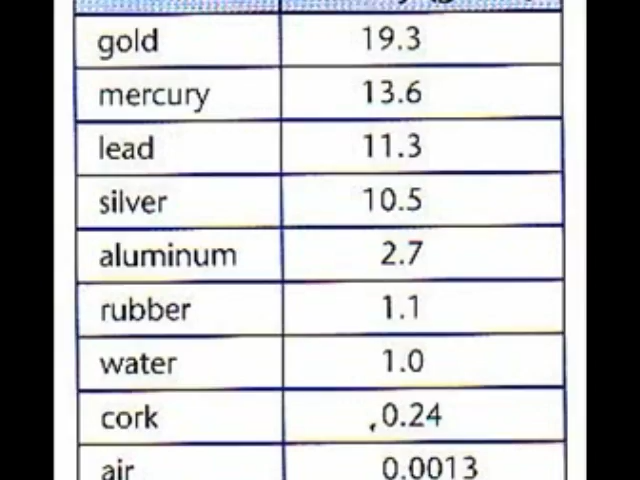 gold 19.3
mercury 13.6
lead 11.3
silver 10.5
aluminum 2.7
rubber 1.1
water 1.0
cork 0.24
air 0.0013